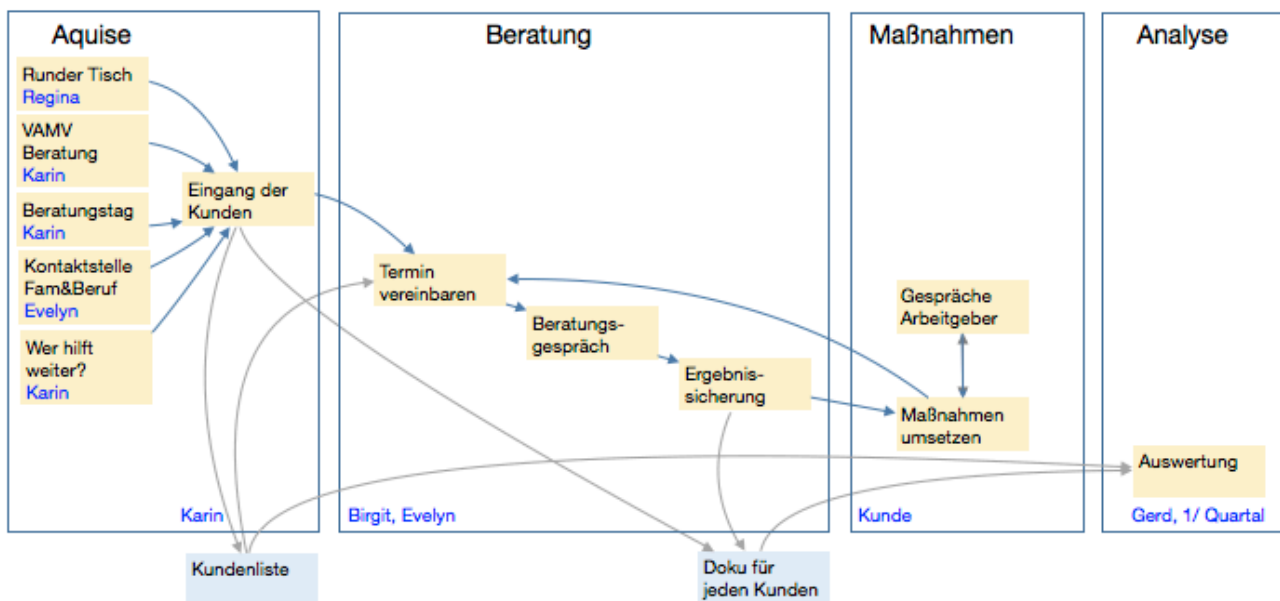 Aquise
Runder Tisch
Regina
VAMV
Beratung
Karin
Beratungstag
Karin
Kontaktstelle
Fam&Beruf
Evelyn
Wer hilft
weiter?
Karin
Eingang der
Kunden
Karin
Beratung
Termin
vereinbaren
Beratungs-
gespräch
Ergebnis-
sicherung
Birgit, Evelyn
Maßnahmen
Gespräche
Arbeitgeber
Maßnahmen
umsetzen
Kunde
Analyse
Auswertung
Gerd, 1/ Quartal
Kundenliste
Doku für
jeden Kunden